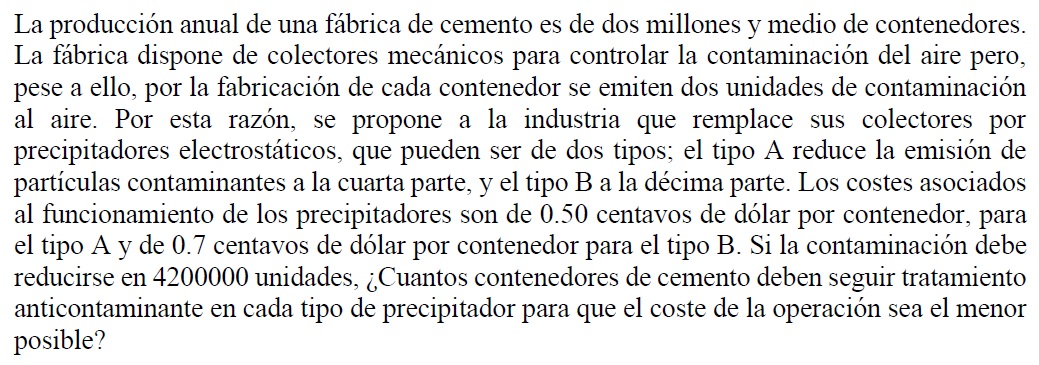 La producción anual de una fábrica de cemento es de dos millones y medio de contenedores.
La fábrica dispone de colectores mecánicos para controlar la contaminación del aire pero,
pese a ello, por la fabricación de cada contenedor se emiten dos unidades de contaminación
al aire. Por esta razón, se propone a la industria que remplace sus colectores por
precipitadores electrostáticos, que pueden ser de dos tipos; el tipo A reduce la emisión de
partículas contaminantes a la cuarta parte, y el tipo B a la décima parte. Los costes asociados
al funcionamiento de los precipitadores son de 0.50 centavos de dólar por contenedor, para
el tipo A y de 0.7 centavos de dólar por contenedor para el tipo B. Si la contaminación debe
reducirse en 4200000 unidades, ¿Cuantos contenedores de cemento deben seguir tratamiento
anticontaminante en cada tipo de precipitador para que el coste de la operación sea el menor
posible?